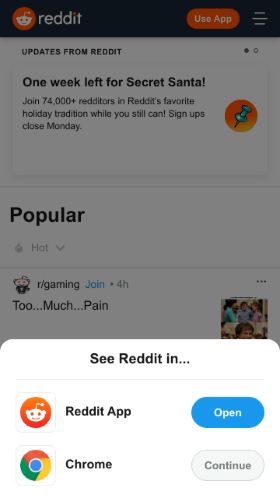 reddit
Use App
UPDATES FROM REDDIT
One week left for Secret Santa!
Join 74,000+ redditors in Reddit's favorite
holiday tradition while you still can! Sign ups
close Monday.
Popular
Hot
r/gaming Join • 4h
Too...Much...Pain
See Reddit in...
Reddit App
Open
Chrome
Continue